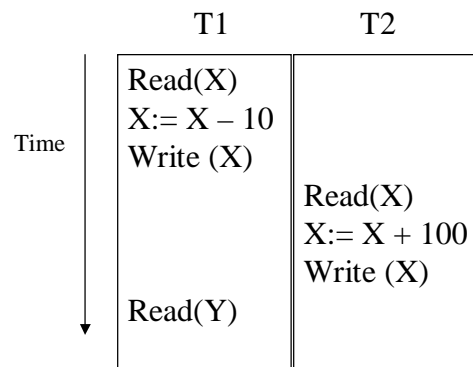 T1 T2
Time
Read(X)
X:= X – 10
Write (X)
Read(X)
X:= X + 100
Write (X)
Read(Y)